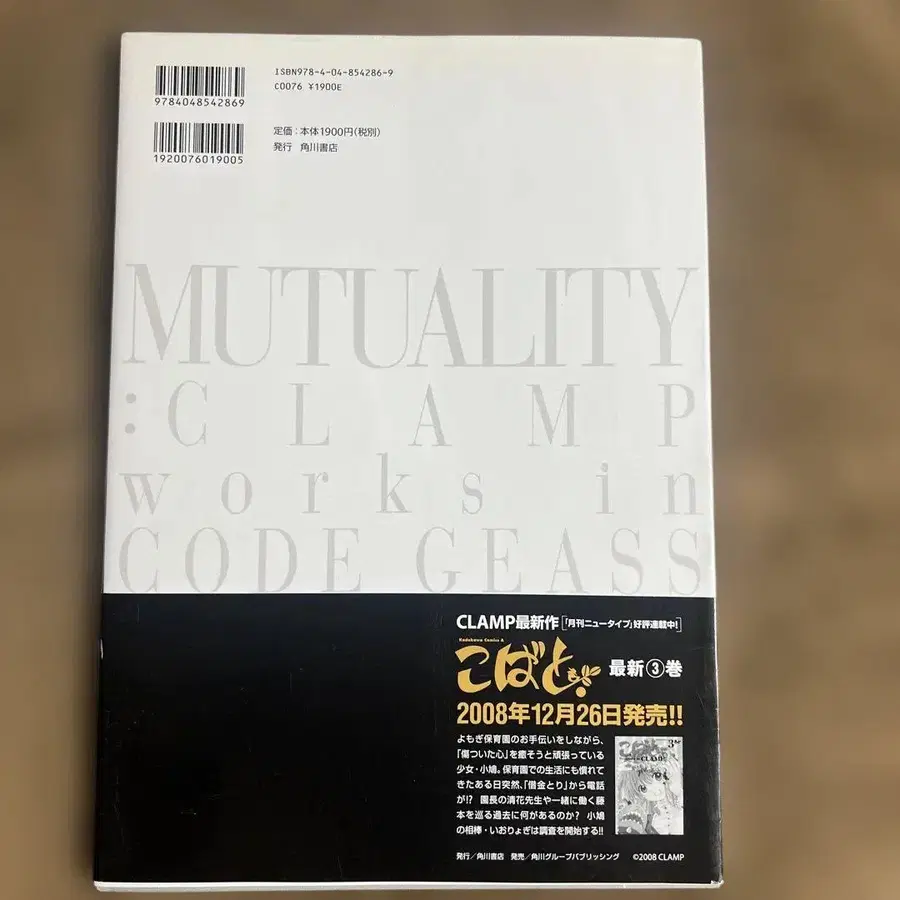 ISBN978-4-04-854286-9
C0076 ¥1900E
9784048542869
定価：本体1900円(税別)
発行 角川書店
1920076019005
MUTUALITY
:CLAMP
works in
CODE GEASS
CLAMP最新作「月刊ニュータイプ」好評連載中!
Kadokawa Comics A
こばと。 最新③巻
2008年12月26日発売!!
よもぎ保育園のお手伝いをしながら、
「傷ついた心」を癒そうと頑張っている
少女・小鳩。保育園での生活にも慣れて
きたある日突然、「借金とり」から電話
が!? 園長の清花先生や一緒に働く藤
本を巡る過去に何があるのか? 小鳩
の相棒・いおりょぎは調査を開始する!!
こばと。
3
CLAMP
発行／角川書店 発売／角川グループパブリッシング
©2008 CLAMP